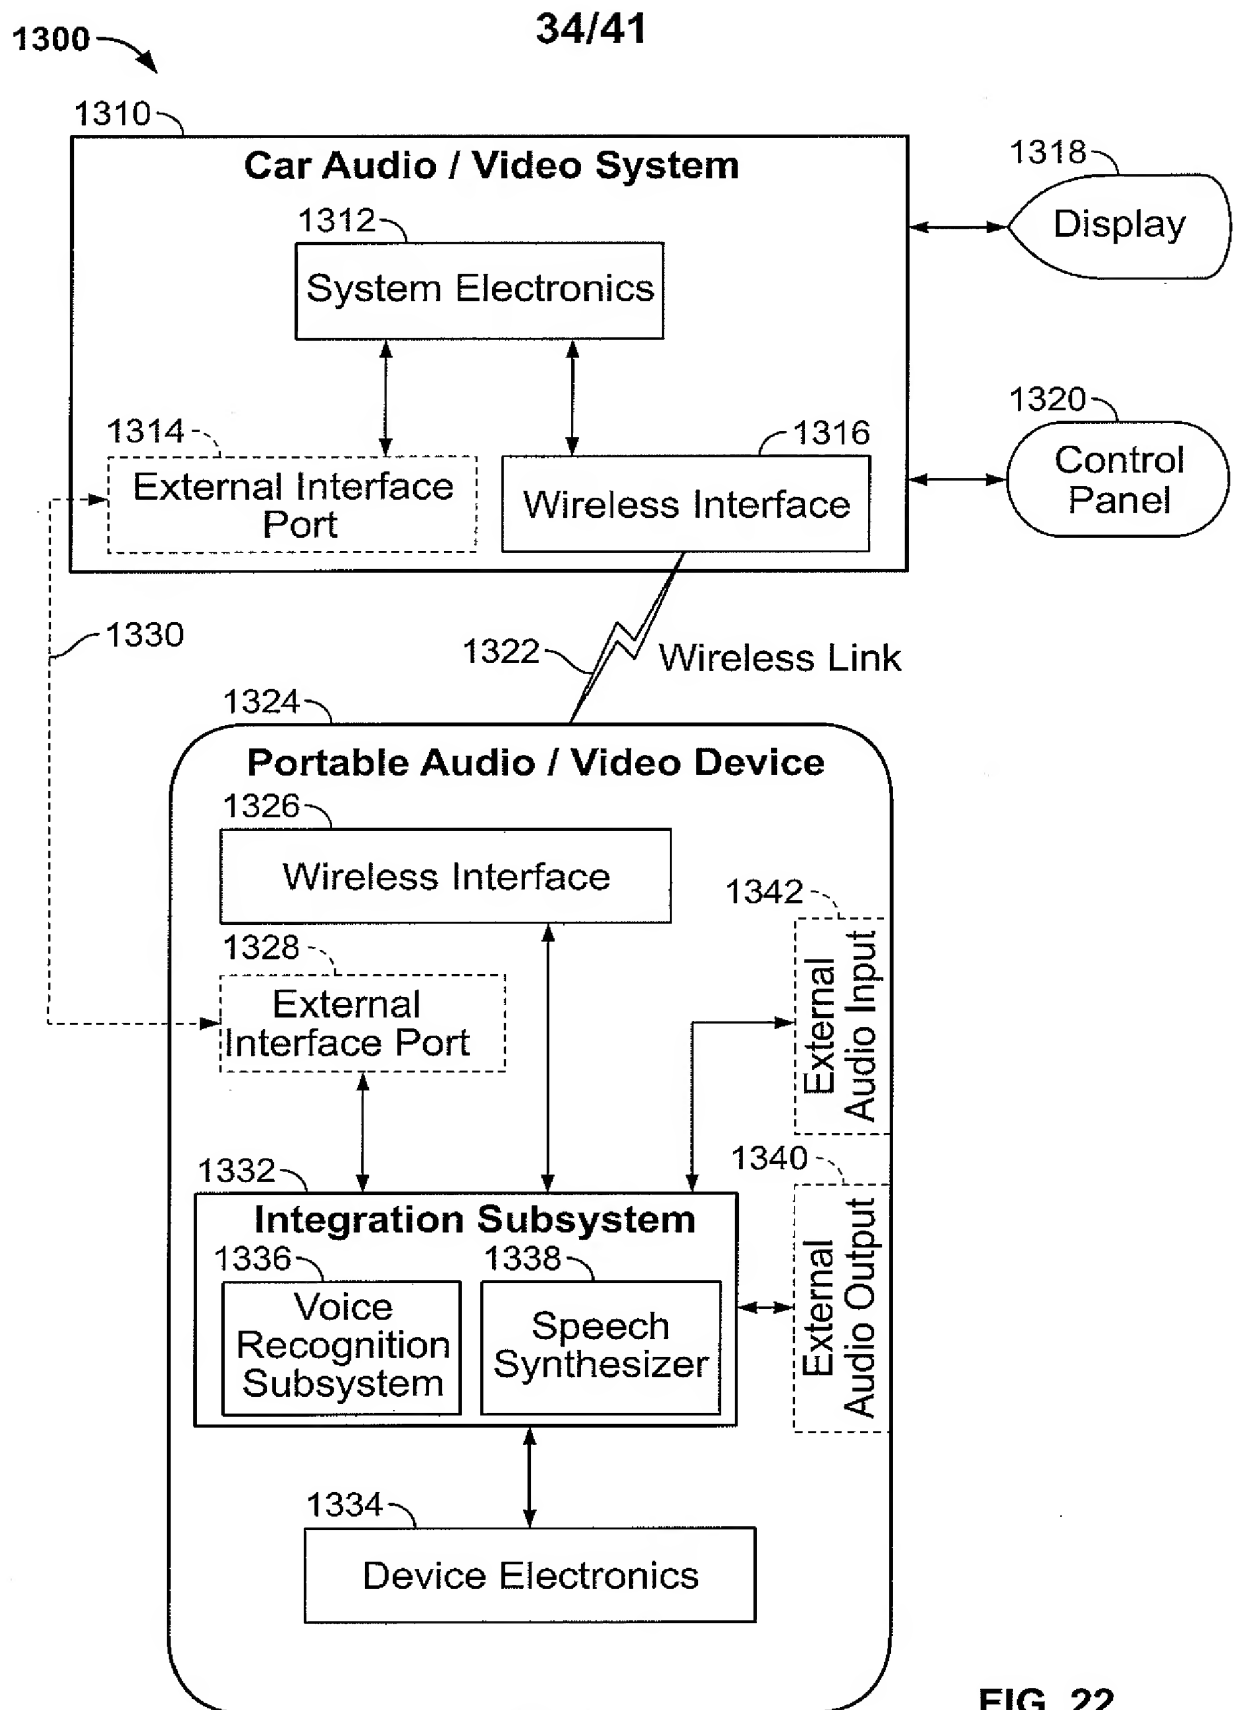 34/41
1300
1310
Car Audio / Video System
1312
System Electronics
1318
Display
1314
External Interface
Port
1316
Wireless Interface
1320
Control
Panel
1330
1322
Wireless Link
1324
Portable Audio / Video Device
1326
Wireless Interface
1328
External
Interface Port
1342
External
Audio Input
1332
Integration Subsystem
1336
Voice
Recognition
Subsystem
1338
Speech
Synthesizer
1340
External
Audio Output
1334
Device Electronics
FIG. 22